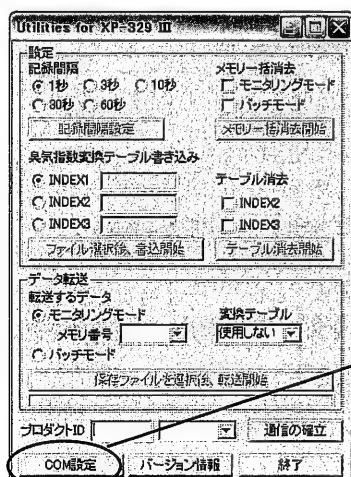 Utilities for XP-329 III
設定
記録間隔
1秒 3秒 10秒
30秒 60秒
記録間隔設定
メモリ一括消去
モニタリングモード
バッチモード
メモリ一括消去開始
臭気指数変換テーブル書き込み
INDEX1
INDEX2
INDEX3
ファイル選択後、書込開始
テーブル消去
INDEX2
INDEX3
テーブル消去開始
データ転送
転送するデータ
モニタリングモード
メモリ番号
バッチモード
変換テーブル
使用しない
保存ファイルを選択後、転送開始
プロダクトID
通信の確立
COM設定
バージョン情報
終了